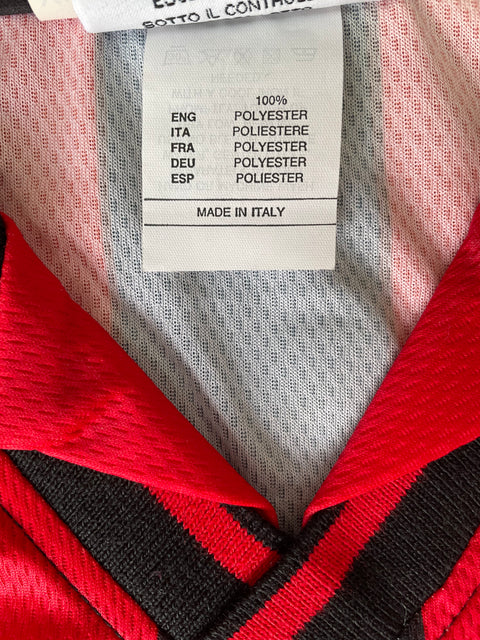 SOTTO IL CONTROLLO
100%
ENG POLYESTER
ITA POLIESTERE
FRA POLYESTER
DEU POLYESTER
ESP POLIESTER
MADE IN ITALY